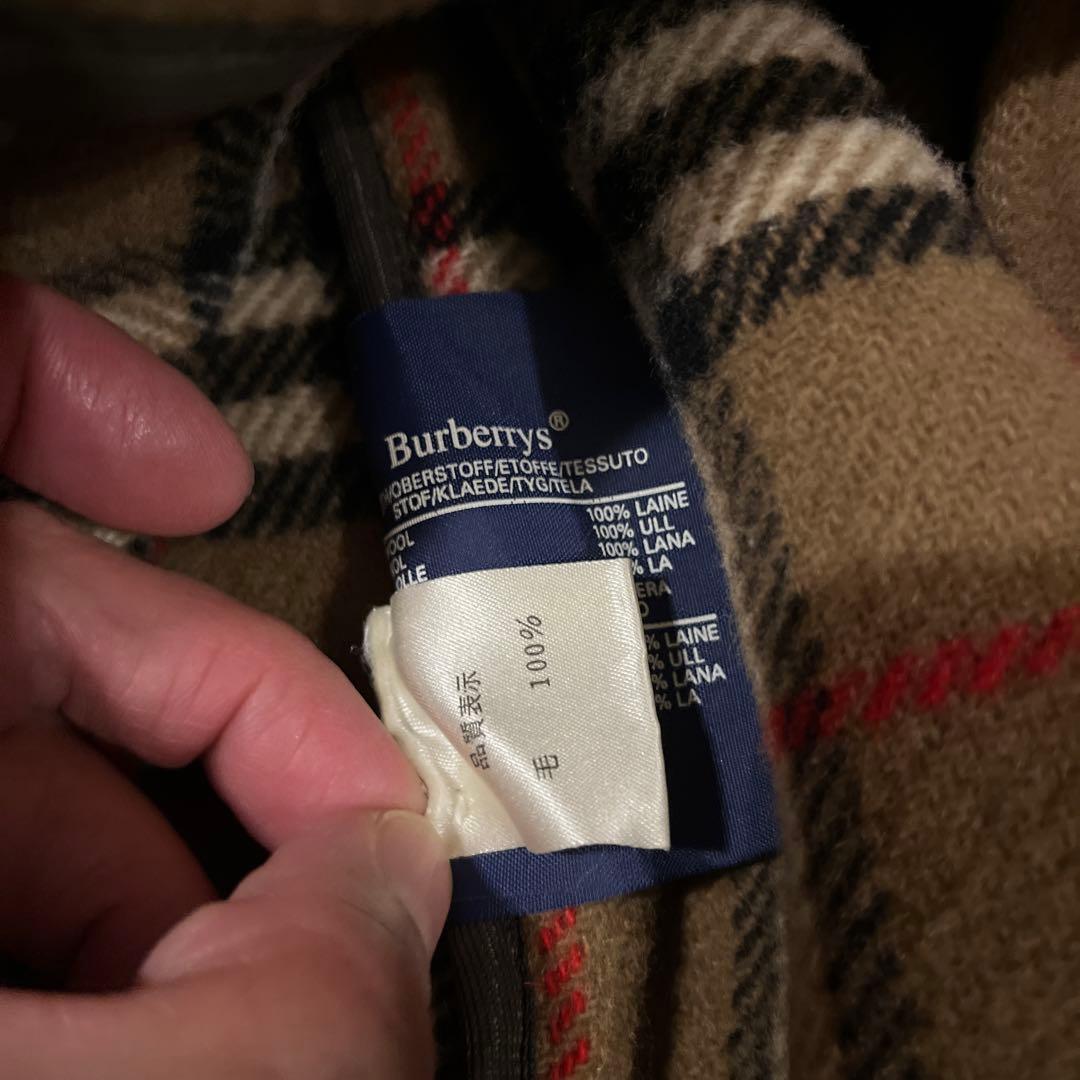 Burberrys®
OBERSTOFF/ETOFFE/TESSUTO
STOF/KLAEDE/TYG/TELA
100% LAINE
100% ULL
100% LANA
% LA
% LAINE
% ULL
% LANA
% LA
品質表示
毛 100%